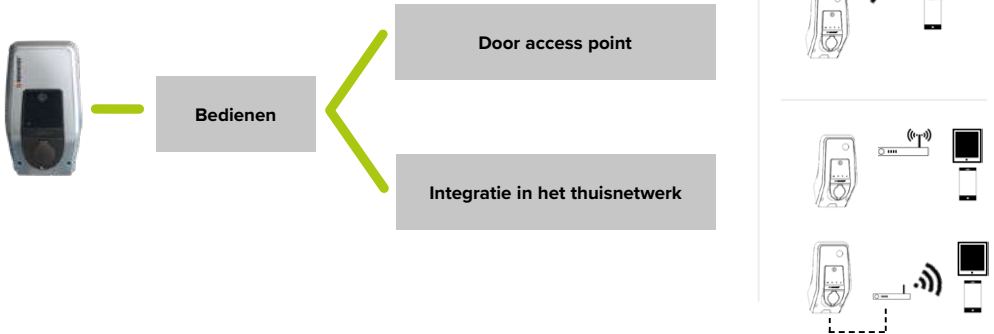 Door access point
Bedienen
Integratie in het thuisnetwerk